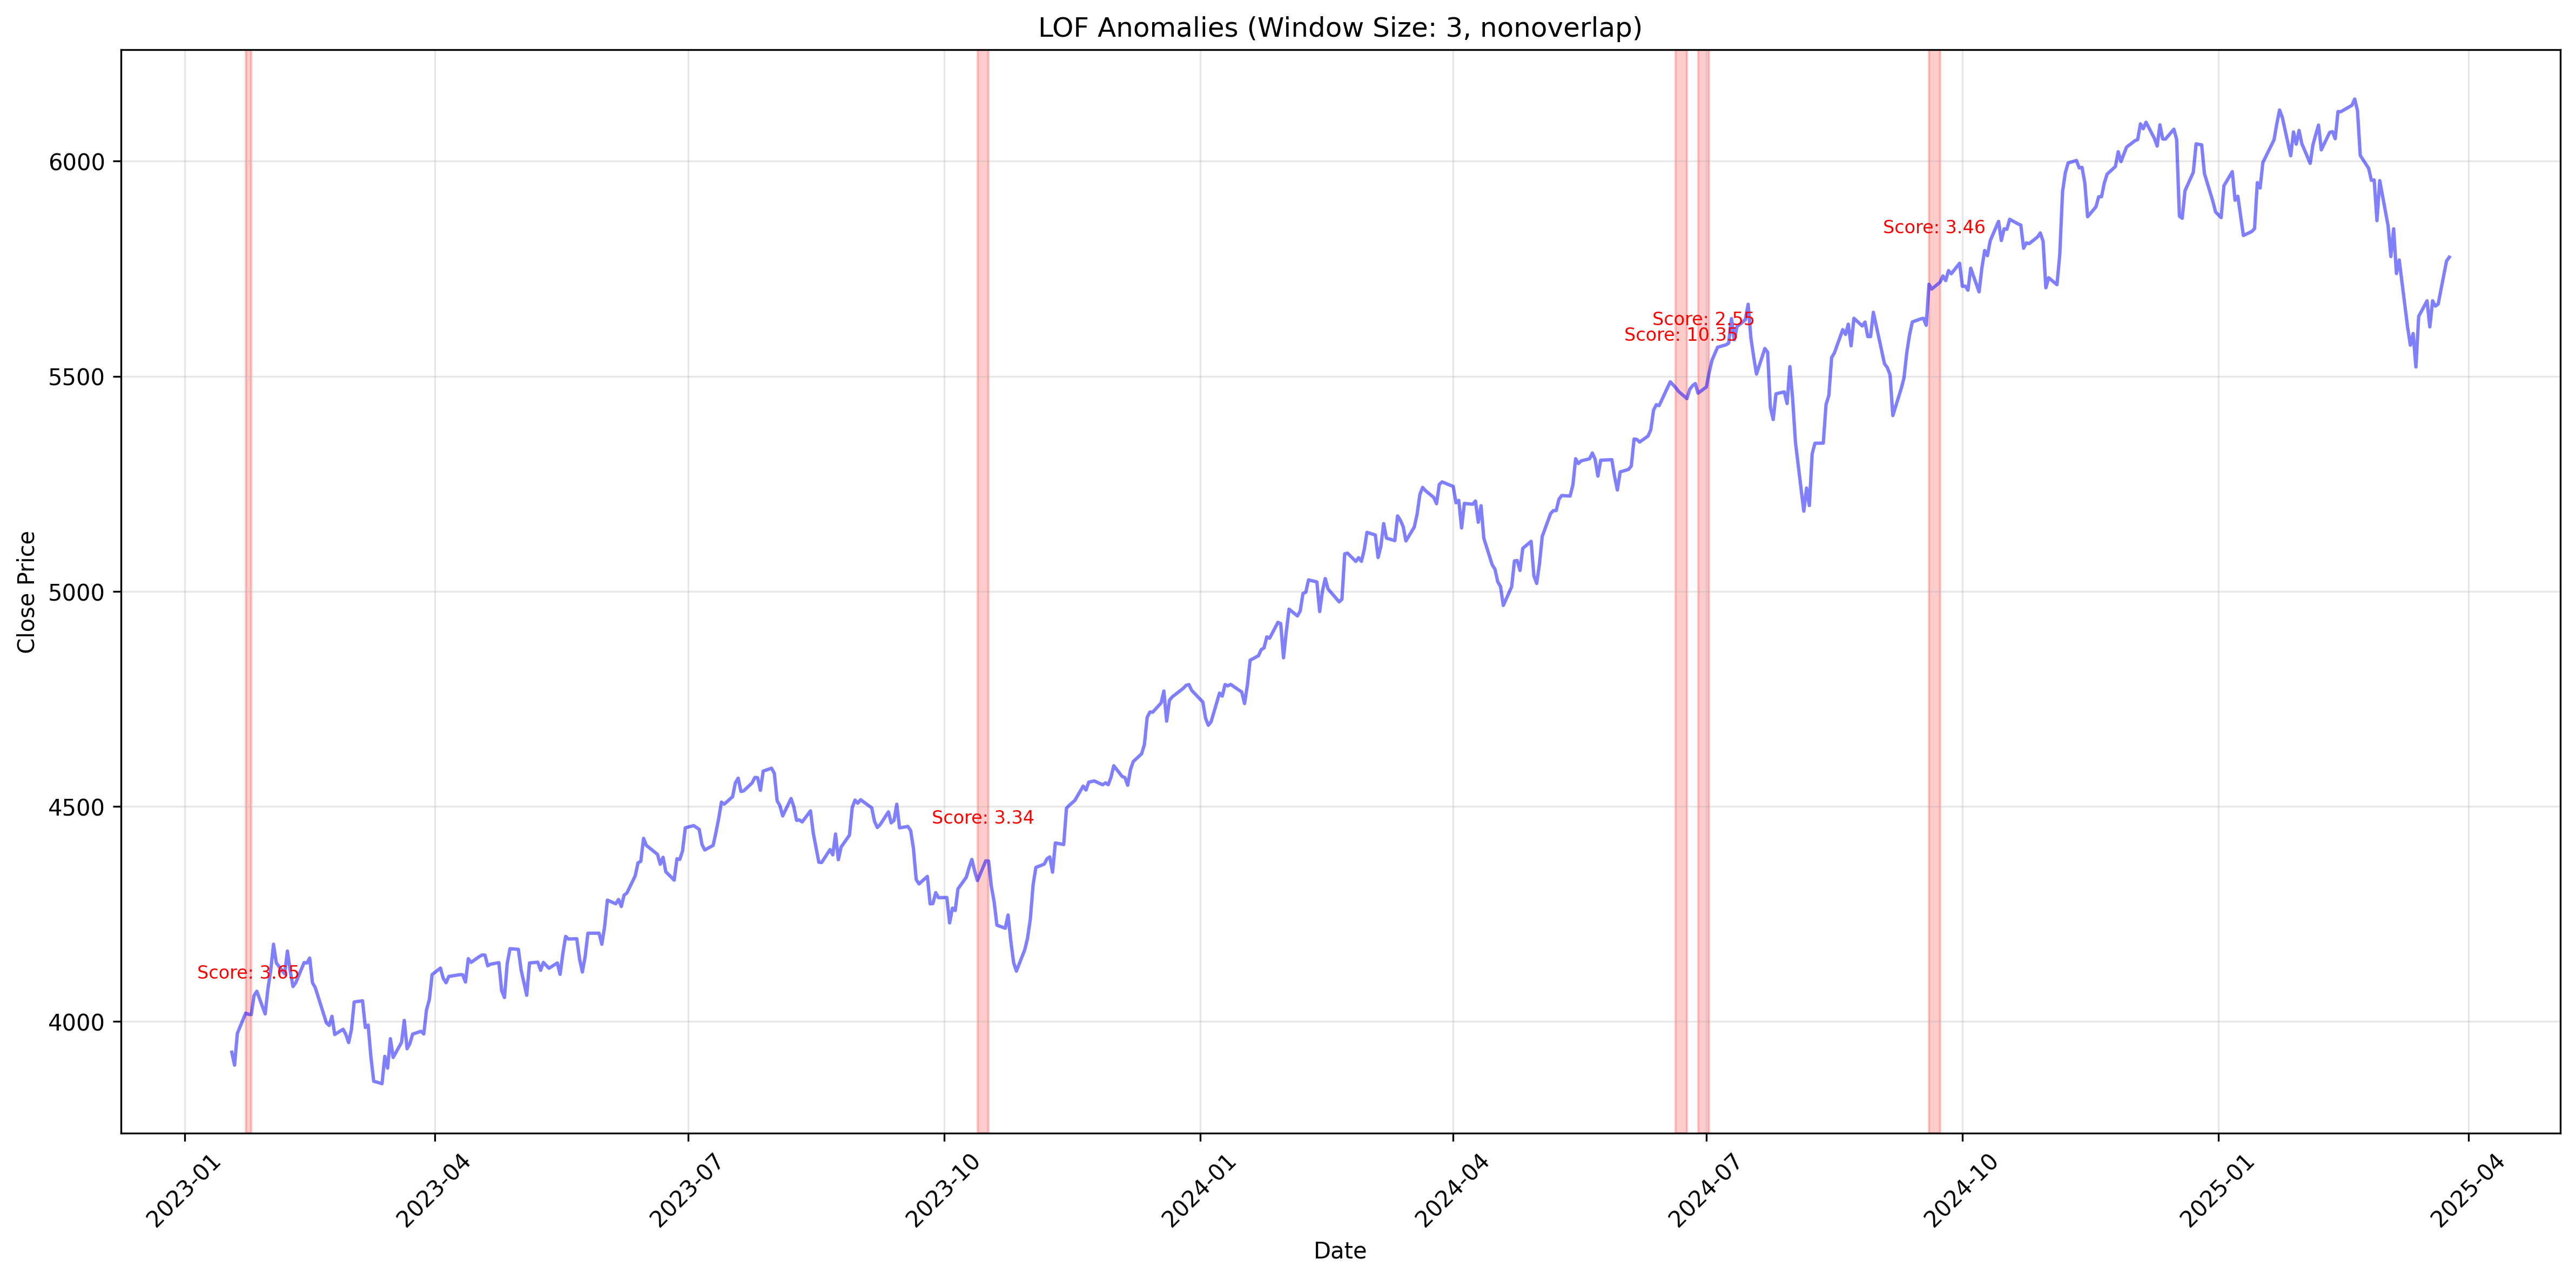 LOF Anomalies (Window Size: 3, nonoverlap)
Close Price
6000
5500
5000
4500
4000
Score: 3.65
Score: 3.34
Score: 2.55
Score: 10.35
Score: 3.46
2023-01
2023-04
2023-07
2023-10
2024-01
2024-04
2024-07
2024-10
2025-01
2025-04
Date